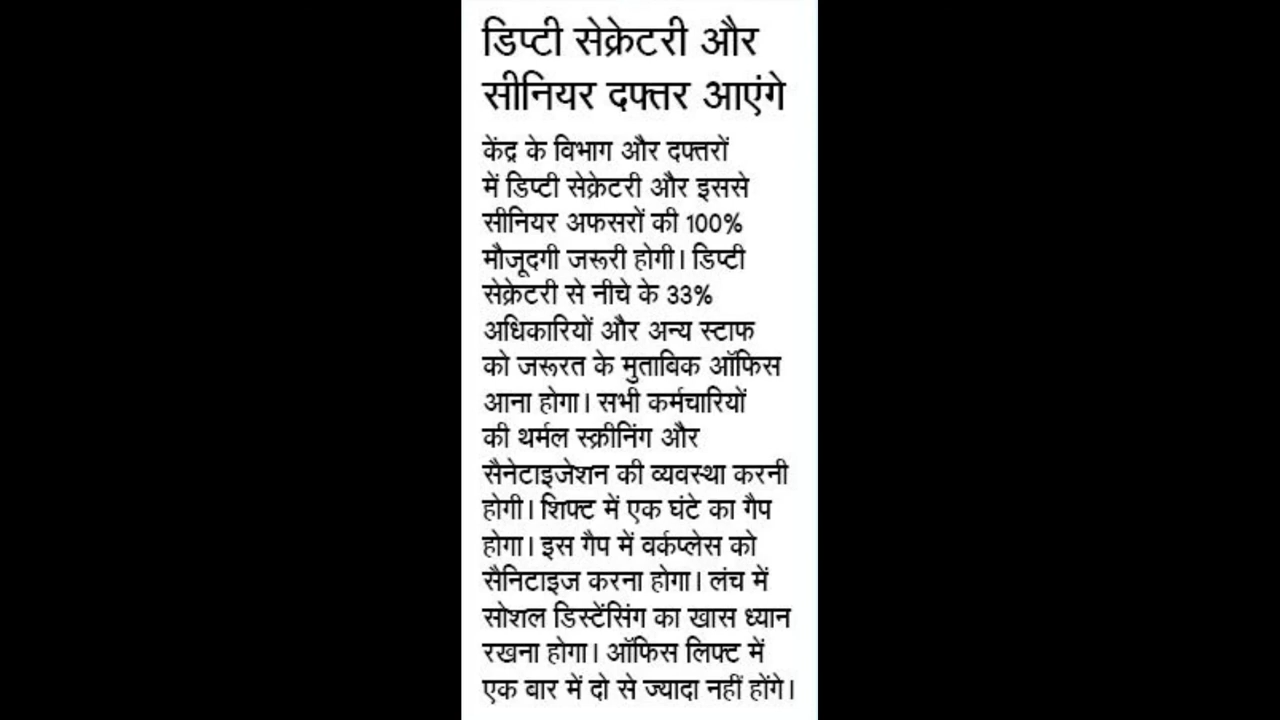 डिप्टी सेक्रेटरी और
सीनियर दफ्तर आएंगे
केंद्र के विभाग और दफ्तरों
में डिप्टी सेक्रेटरी और इससे
सीनियर अफसरों की 100%
मौजूदगी जरूरी होगी। डिप्टी
सेक्रेटरी से नीचे के 33%
अधिकारियों और अन्य स्टाफ
को जरूरत के मुताबिक ऑफिस
आना होगा। सभी कर्मचारियों
की थर्मल स्क्रीनिंग और
सैनेटाइजेशन की व्यवस्था करनी
होगी। शिफ्ट में एक घंटे का गैप
होगा। इस गैप में वर्कप्लेस को
सैनिटाइज करना होगा। लंच में
सोशल डिस्टेंसिंग का खास ध्यान
रखना होगा। ऑफिस लिफ्ट में
एक बार में दो से ज्यादा नहीं होंगे।